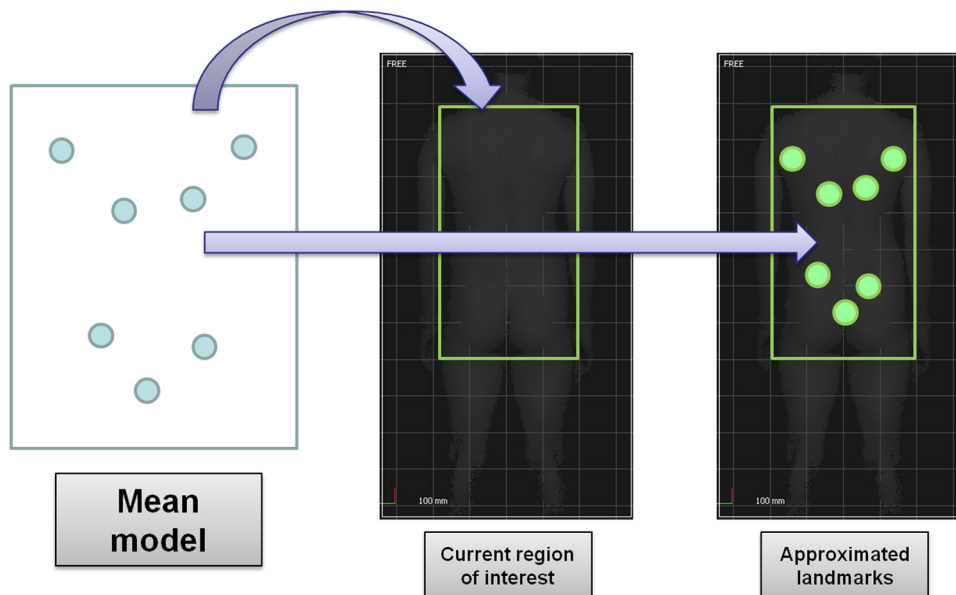 FREE
FREE
100 mm
100 mm
Mean
model
Current region
of interest
Approximated
landmarks